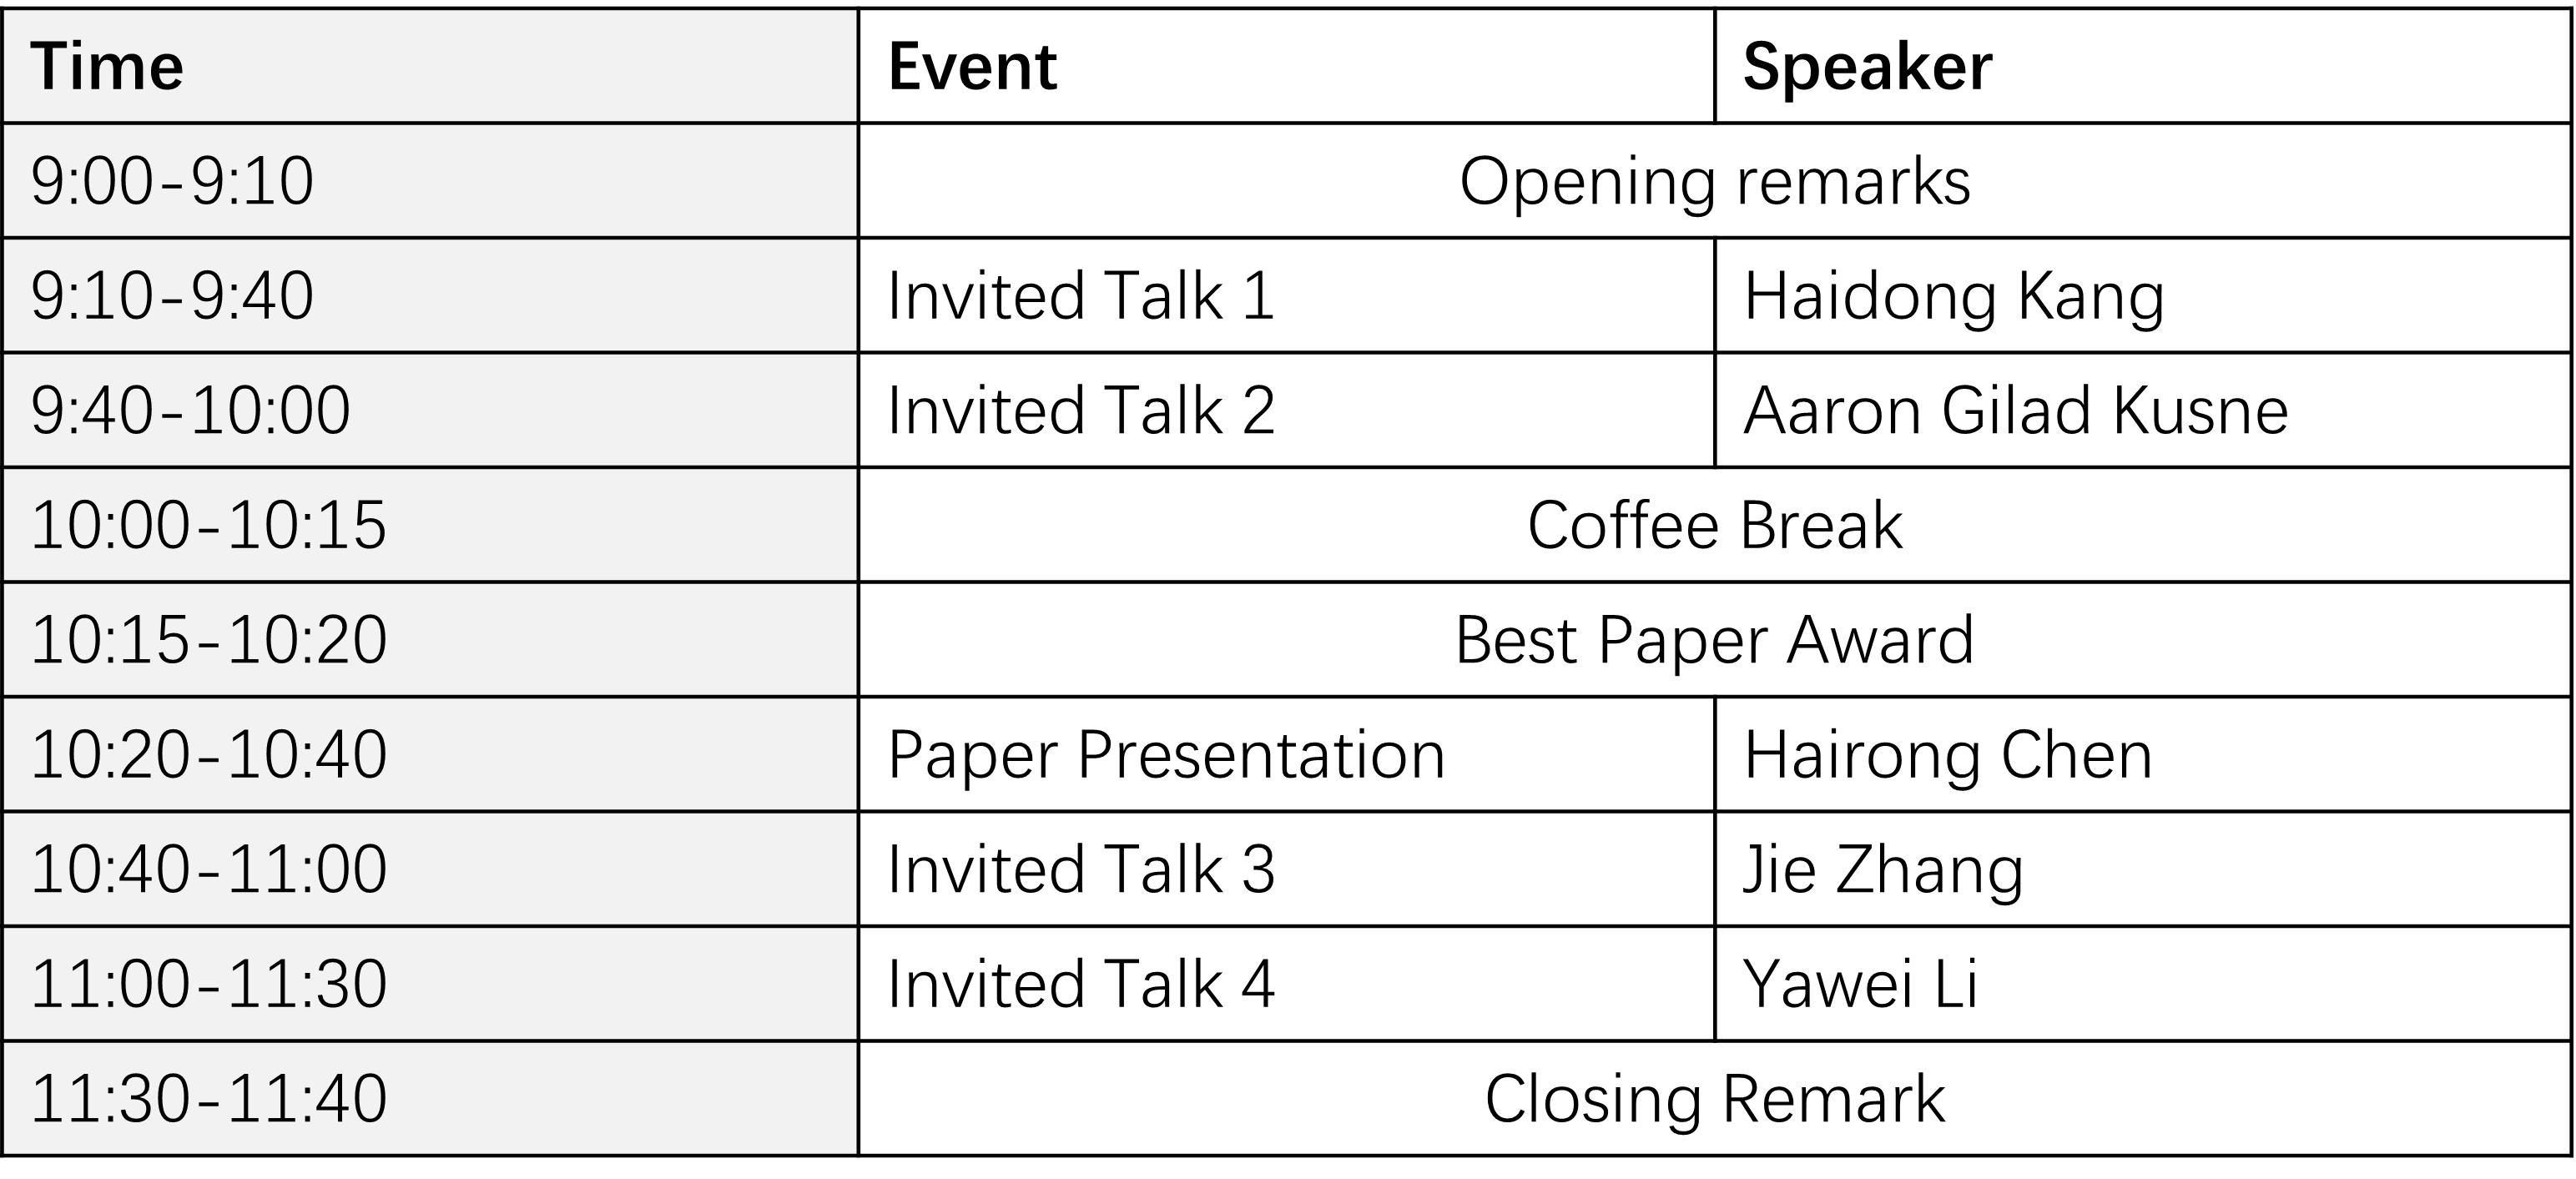 Time Event Speaker
9:00-9:10 Opening remarks
9:10-9:40 Invited Talk 1 Haidong Kang
9:40-10:00 Invited Talk 2 Aaron Gilad Kusne
10:00-10:15 Coffee Break
10:15-10:20 Best Paper Award
10:20-10:40 Paper Presentation Hairong Chen
10:40-11:00 Invited Talk 3 Jie Zhang
11:00-11:30 Invited Talk 4 Yawei Li
11:30-11:40 Closing Remark